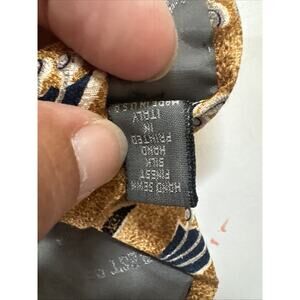 HAND SEWN
FINEST
SILK
HAND
PRINTED
IN
ITALY
MADE IN U.S.A.